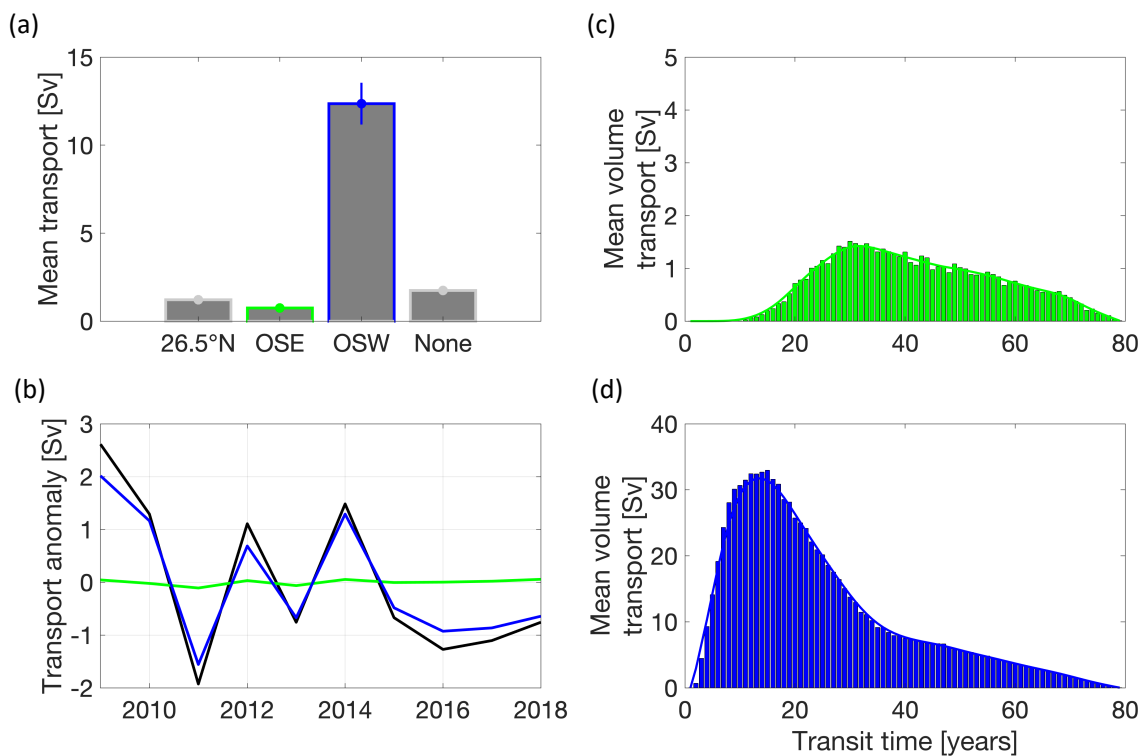 (a)
Mean transport [Sv]
15
10
5
0
26.5°N OSE OSW None
(b)
Transport anomaly [Sv]
3
2
1
0
-1
-2
2010 2012 2014 2016 2018
(c)
Mean volume
transport [Sv]
5
4
3
2
1
0
0 20 40 60 80
(d)
Mean volume
transport [Sv]
40
30
20
10
0
0 20 40 60 80
Transit time [years]